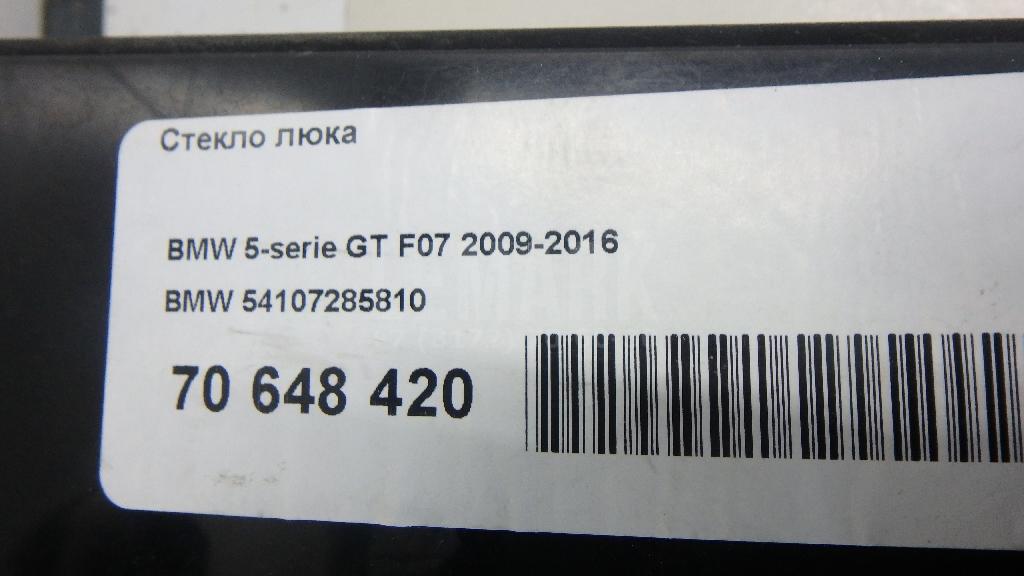 Стекло люка
BMW 5-serie GT F07 2009-2016
BMW 54107285810
70 648 420